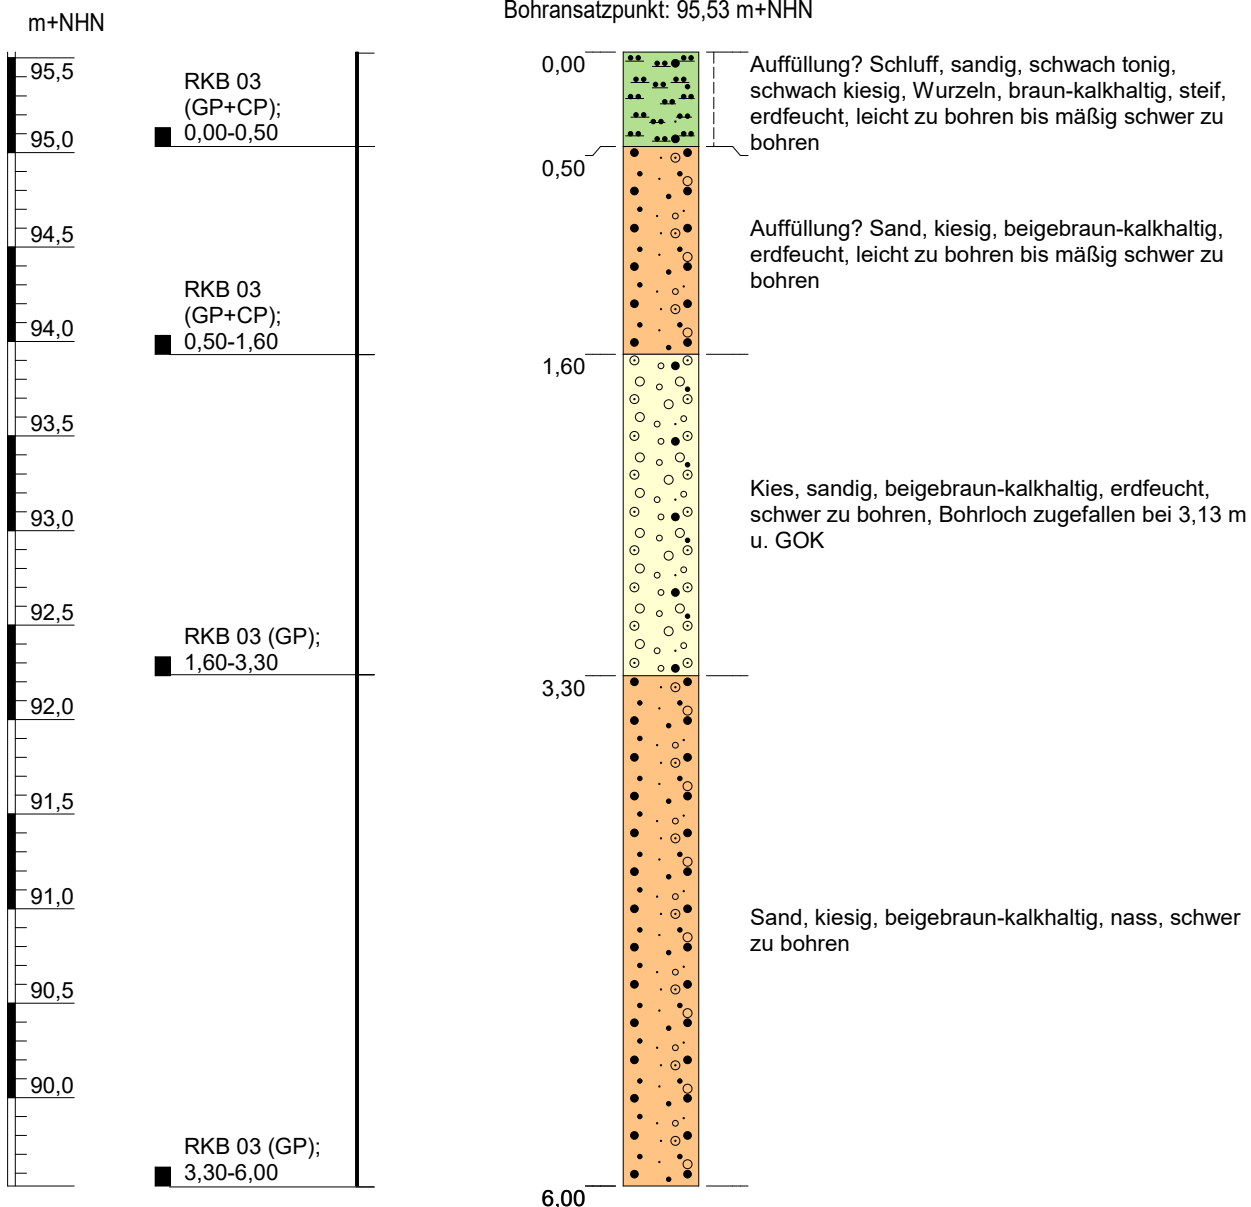 m+NHN
Bohransatzpunkt: 95,53 m+NHN
95,5
95,0
94,5
94,0
93,5
93,0
92,5
92,0
91,5
91,0
90,5
90,0
RKB 03
(GP+CP);
0,00-0,50
RKB 03
(GP+CP);
0,50-1,60
RKB 03 (GP);
1,60-3,30
RKB 03 (GP);
3,30-6,00
0,00
0,50
1,60
3,30
6,00
Auffüllung? Schluff, sandig, schwach tonig,
schwach kiesig, Wurzeln, braun-kalkhaltig, steif,
erdfeucht, leicht zu bohren bis mäßig schwer zu
bohren
Auffüllung? Sand, kiesig, beigebraun-kalkhaltig,
erdfeucht, leicht zu bohren bis mäßig schwer zu
bohren
Kies, sandig, beigebraun-kalkhaltig, erdfeucht,
schwer zu bohren, Bohrloch zugefallen bei 3,13 m
u. GOK
Sand, kiesig, beigebraun-kalkhaltig, nass, schwer
zu bohren